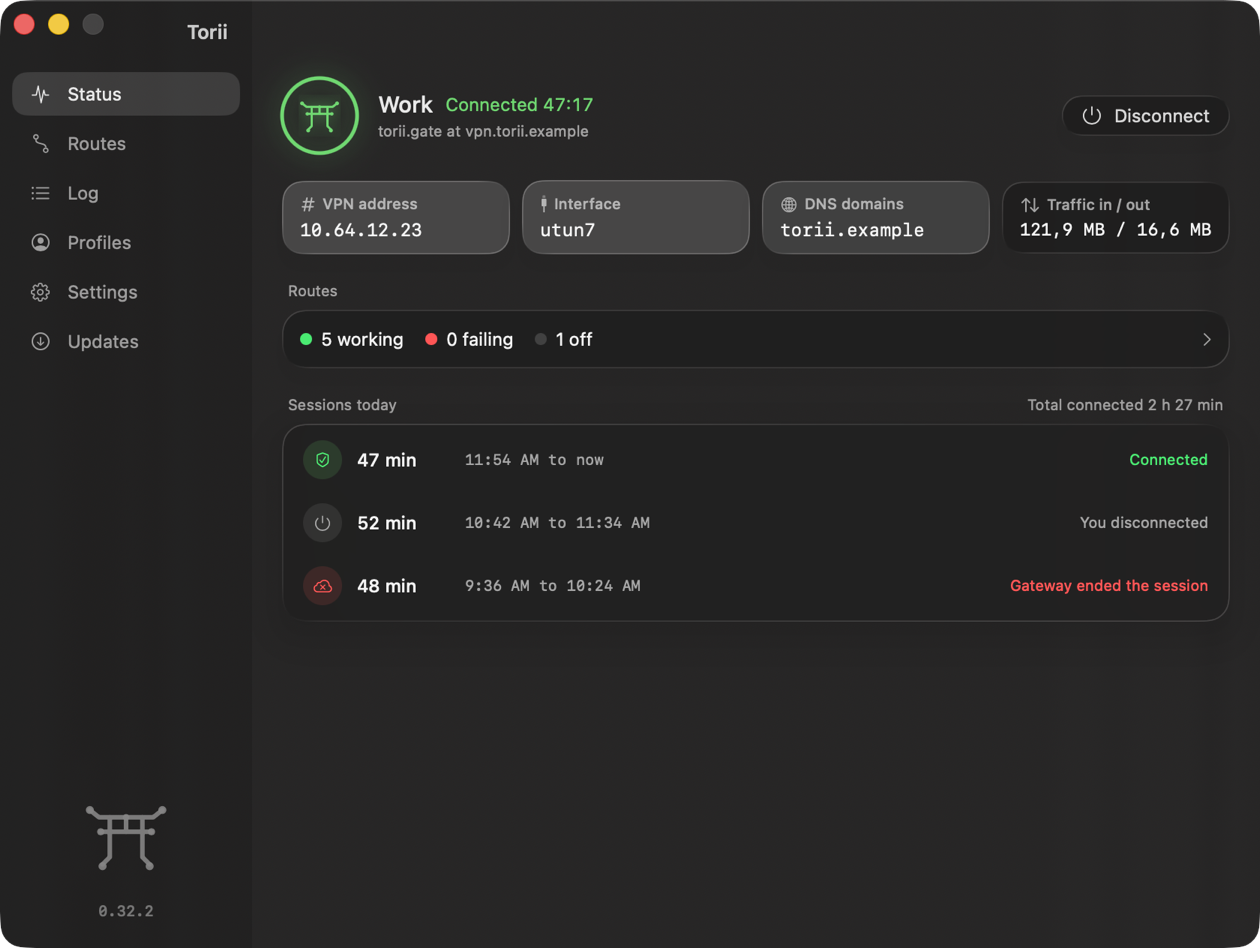 Torii
Status
Routes
Log
Profiles
Settings
Updates
0.32.2
Work Connected 47:17
torii.gate at vpn.torii.example
Disconnect
VPN address
10.64.12.23
Interface
utun7
DNS domains
torii.example
Traffic in / out
121,9 MB / 16,6 MB
Routes
5 working 0 failing 1 off
Sessions today Total connected 2 h 27 min
47 min 11:54 AM to now Connected
52 min 10:42 AM to 11:34 AM You disconnected
48 min 9:36 AM to 10:24 AM Gateway ended the session